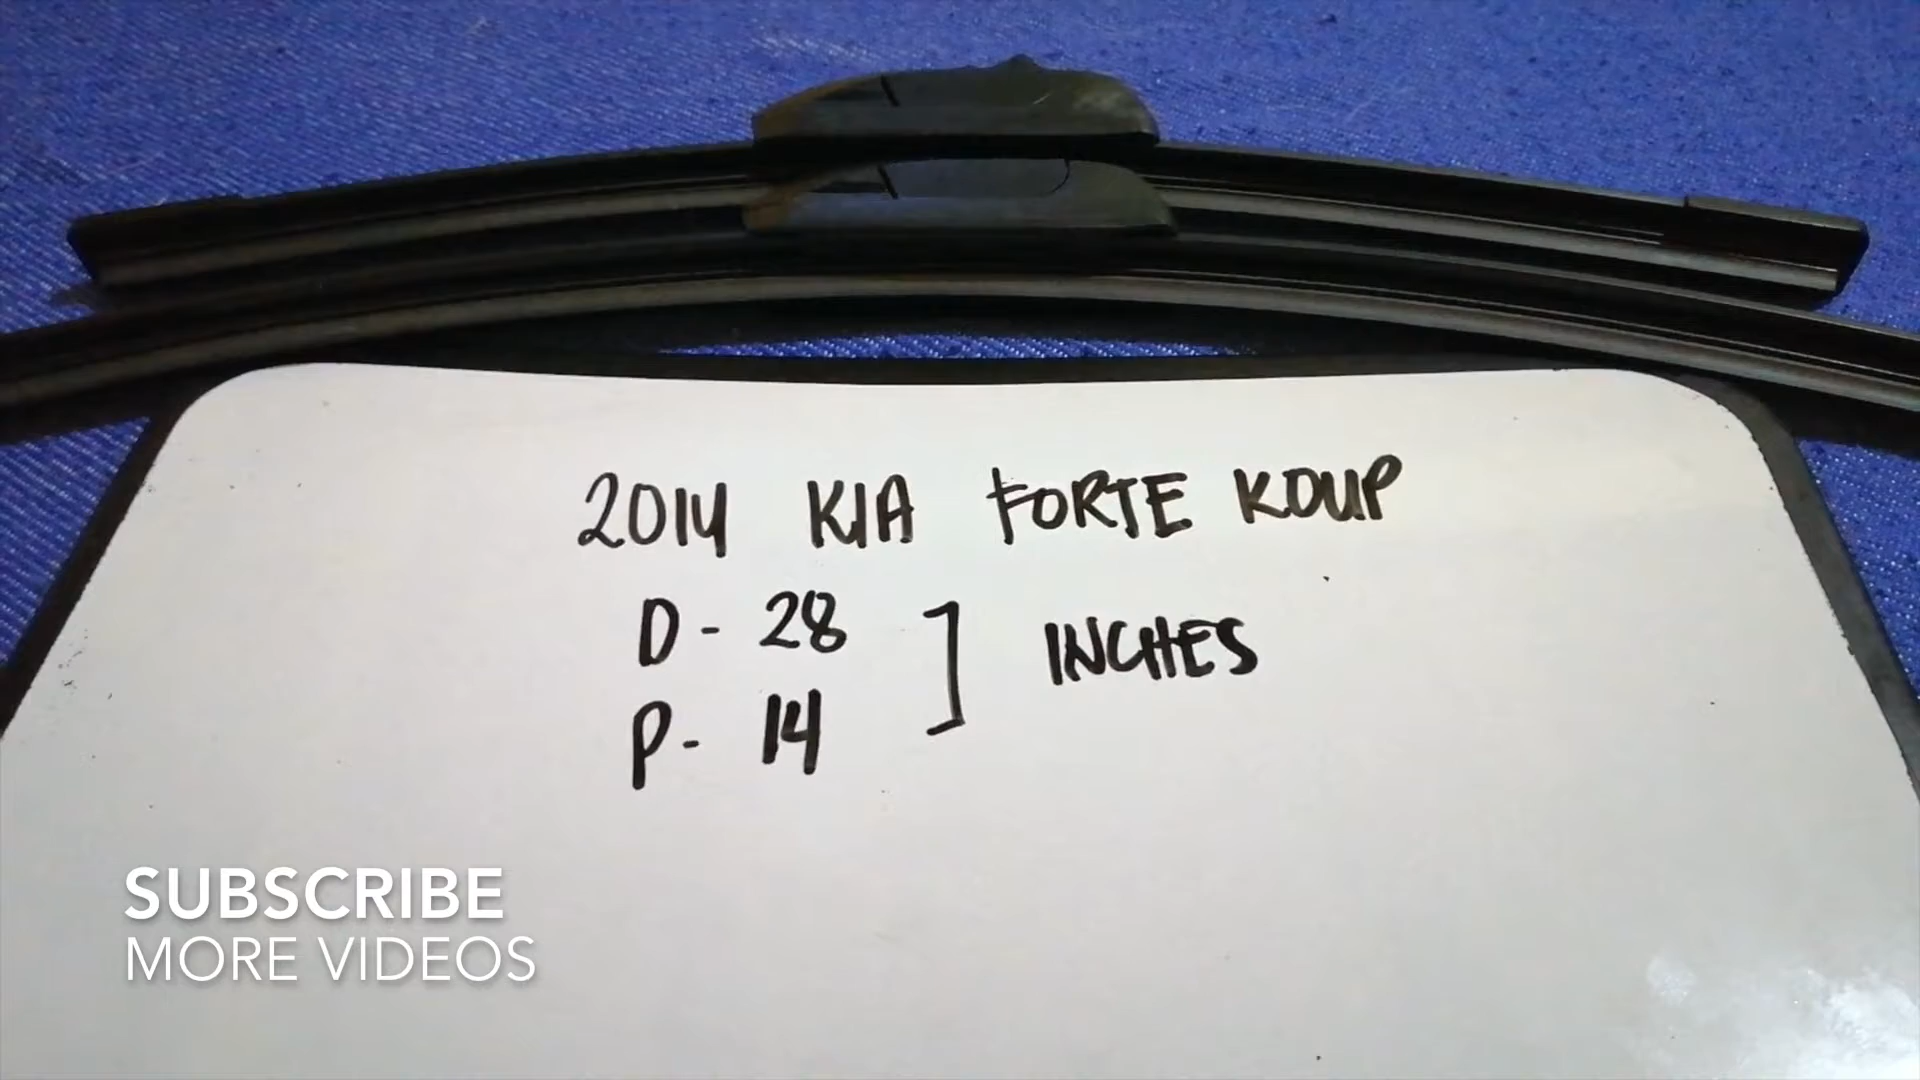 2014 KIA FORTE KOUP
D - 28 ] INCHES
P - 14
SUBSCRIBE
MORE VIDEOS